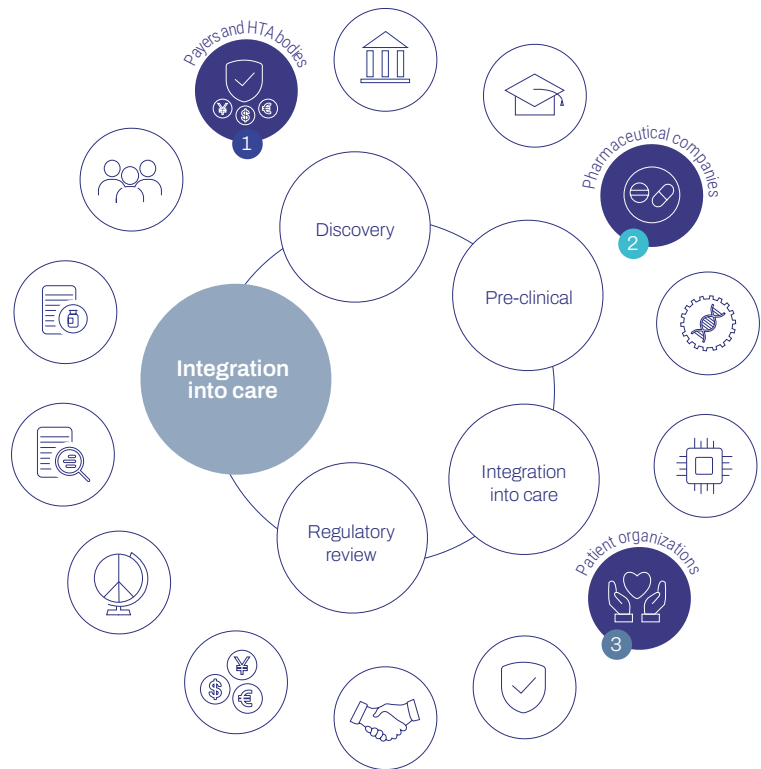 Payers and HTA bodies
¥
$
€
1
Pharmaceutical companies
2
Discovery
Pre-clinical
Integration
into care
Integration
into care
Regulatory
review
Patient organizations
3
¥
$
€